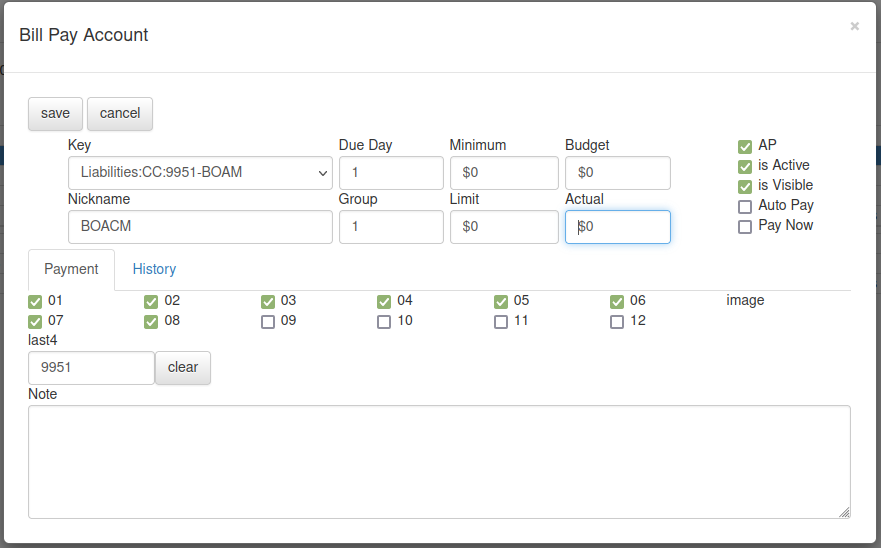 Bill Pay Account
×
save cancel
Key Due Day Minimum Budget AP
Liabilities:CC:9951-BOAM 1 $0 $0 is Active
is Visible
Nickname Group Limit Actual Auto Pay
BOACM 1 $0 $0 Pay Now
Payment History
01 02 03 04 05 06 image
07 08 09 10 11 12
last4
9951 clear
Note